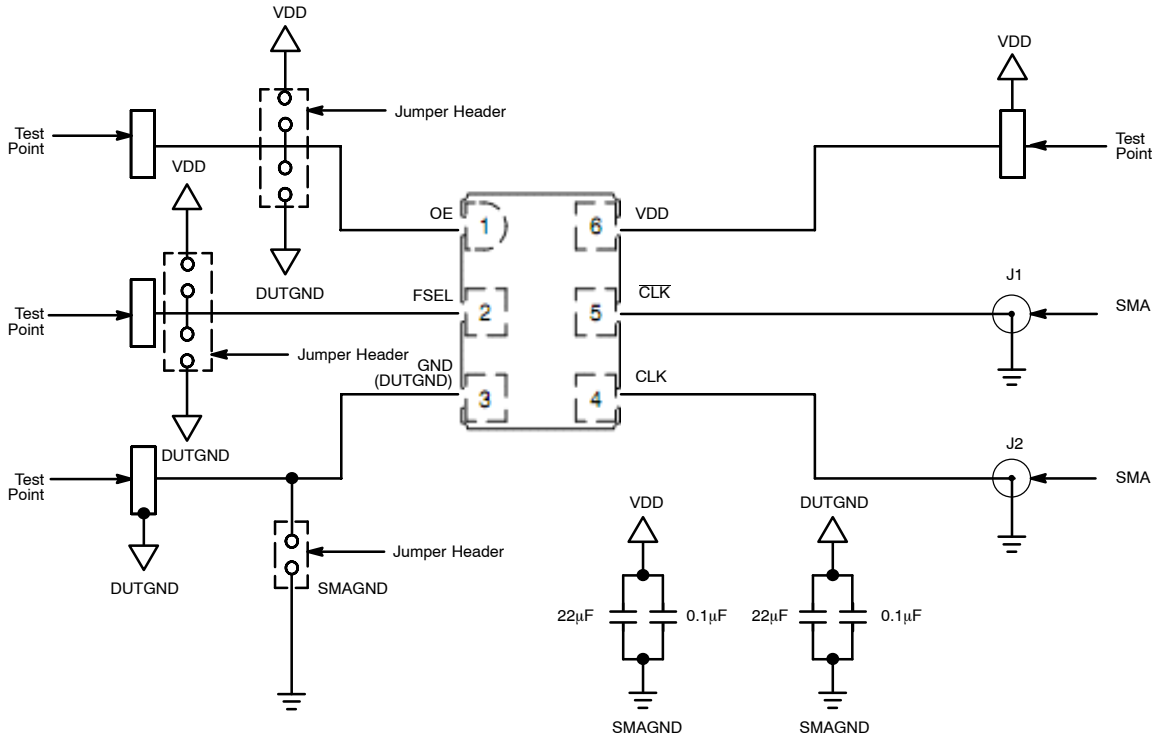 VDD
Jumper Header
Test
Point
VDD
DUTGND
Test
Point
Jumper Header
DUTGND
Test
Point
DUTGND
Jumper Header
SMAGND
OE
FSEL
GND
(DUTGND)
1
2
3
6
5
4
VDD
CLK
CLK
VDD
Test
Point
J1
SMA
J2
SMA
VDD
22μF
0.1μF
SMAGND
DUTGND
22μF
0.1μF
SMAGND